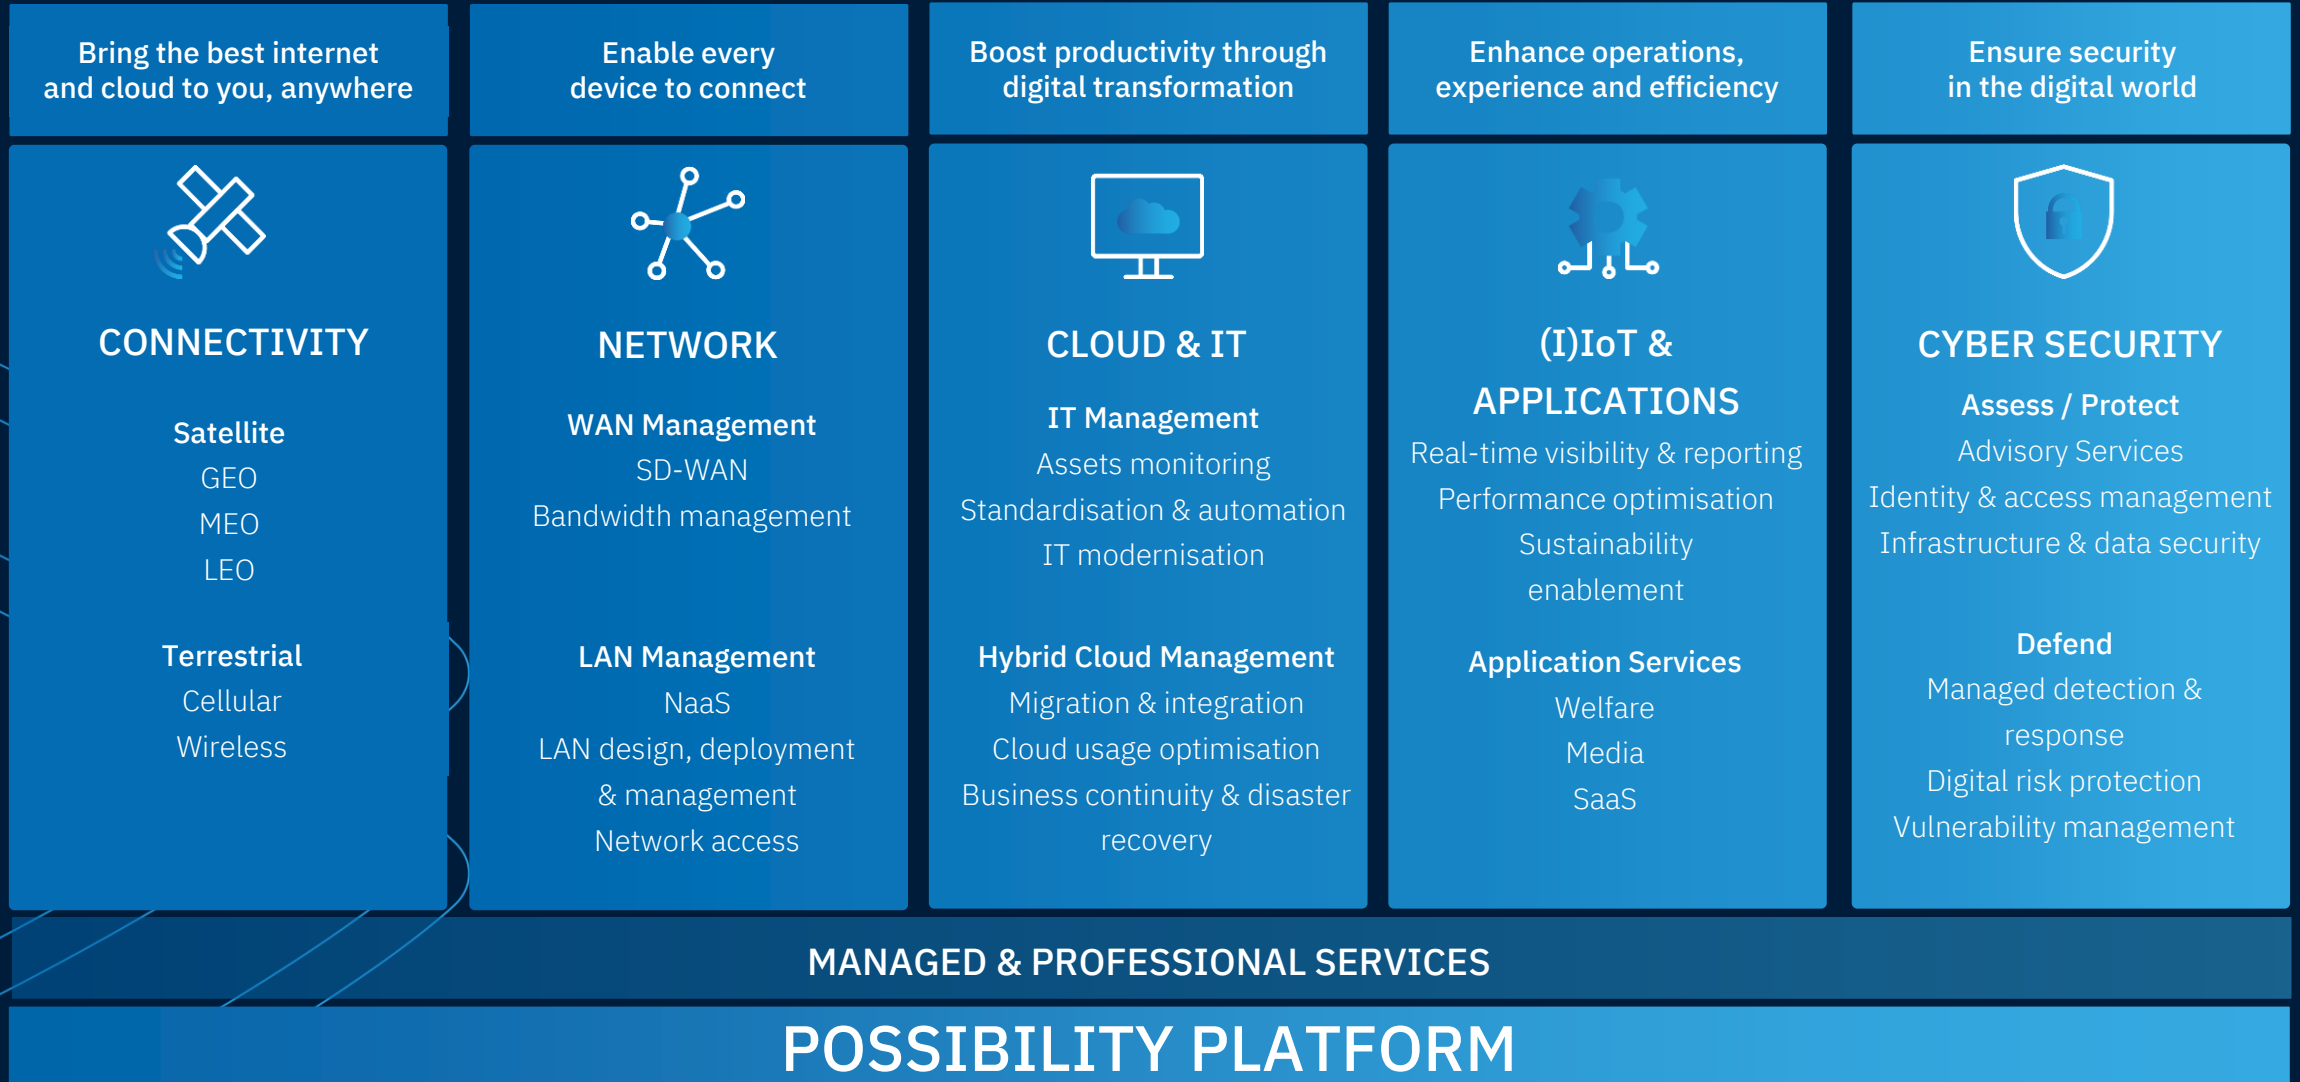 Bring the best internet
and cloud to you, anywhere
Enable every
device to connect
Boost productivity through
digital transformation
Enhance operations,
experience and efficiency
Ensure security
in the digital world
CONNECTIVITY
Satellite
GEO
MEO
LEO
Terrestrial
Cellular
Wireless
NETWORK
WAN Management
SD-WAN
Bandwidth management
LAN Management
NaaS
LAN design, deployment
& management
Network access
CLOUD & IT
IT Management
Assets monitoring
Standardisation & automation
IT modernisation
Hybrid Cloud Management
Migration & integration
Cloud usage optimisation
Business continuity & disaster
recovery
(I)IoT &
APPLICATIONS
Real-time visibility & reporting
Performance optimisation
Sustainability
enablement
Application Services
Welfare
Media
SaaS
CYBER SECURITY
Assess / Protect
Advisory Services
Identity & access management
Infrastructure & data security
Defend
Managed detection &
response
Digital risk protection
Vulnerability management
MANAGED & PROFESSIONAL SERVICES
POSSIBILITY PLATFORM